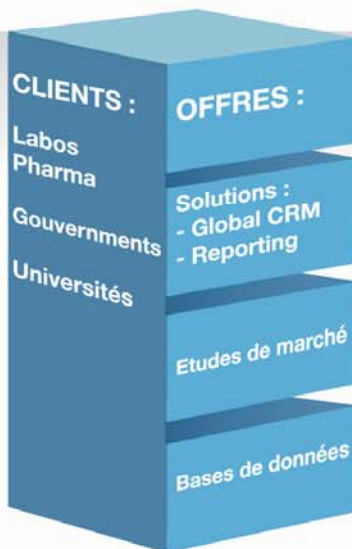 CLIENTS :
Labos
Pharma
Gouvernments
Universités
OFFRES :
Solutions :
- Global CRM
- Reporting
Etudes de marché
Bases de données